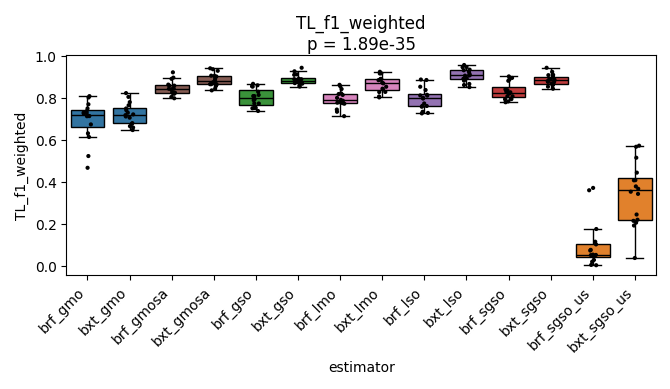 TL_f1_weighted
p = 1.89e-35
TL_f1_weighted
1.0
0.8
0.6
0.4
0.2
0.0
brf_gmo
bxt_gmo
brf_gmosa
bxt_gmosa
brf_gso
bxt_gso
brf_lmo
bxt_lmo
brf_lso
bxt_lso
brf_sgso
bxt_sgso
brf_sgso_us
bxt_sgso_us
estimator